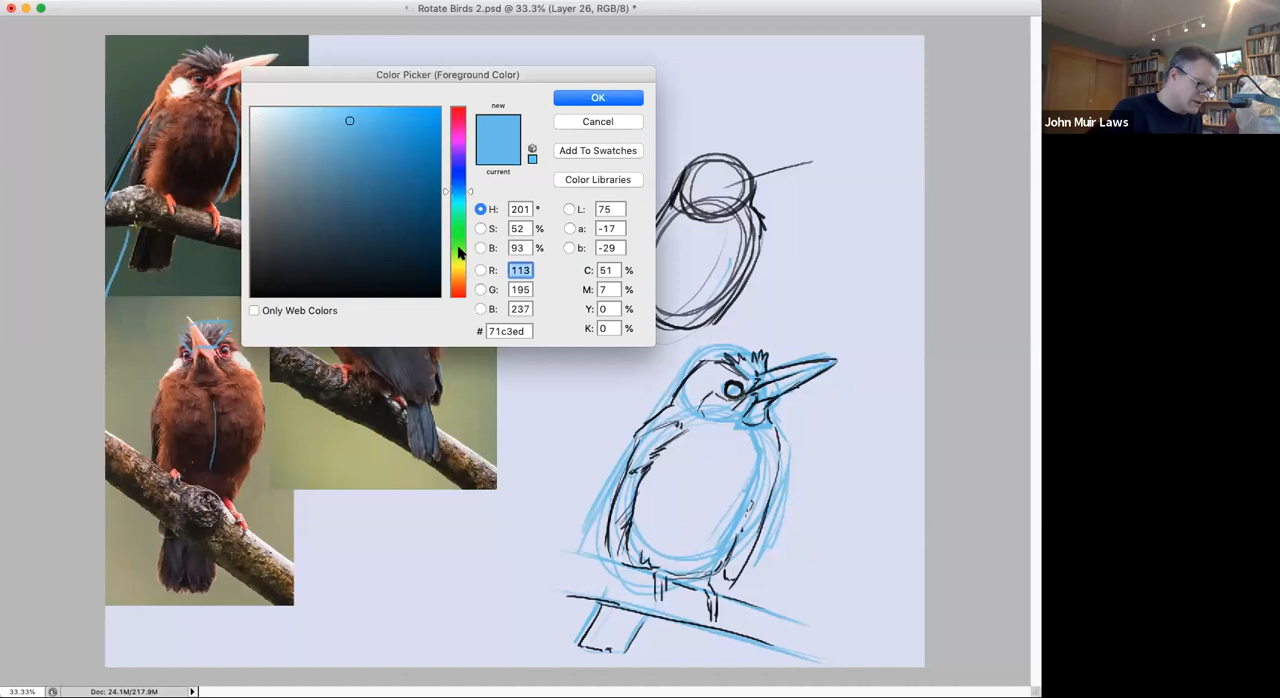 Rotate Birds 2.psd @ 33.3% (Layer 26, RGB/8) *
Color Picker (Foreground Color)
new
current
OK
Cancel
Add To Swatches
Color Libraries
H: 201 °
S: 52 %
B: 93 %
R: 113
G: 195
B: 237
# 71c3ed
L: 75
a: -17
b: -29
C: 51 %
M: 7 %
Y: 0 %
K: 0 %
Only Web Colors
John Muir Laws
33.33%
Doc: 24.1M/217.9M